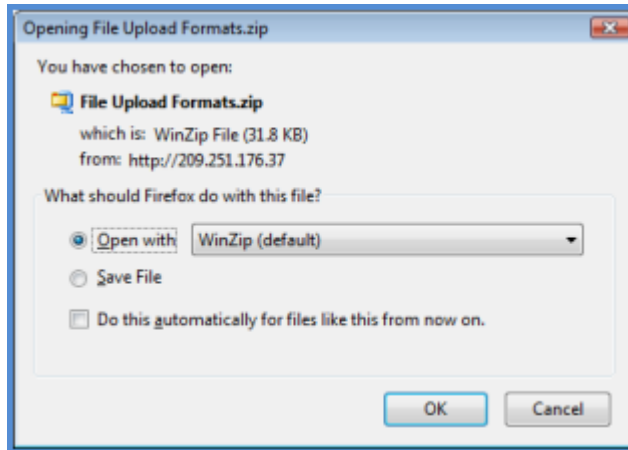 Opening File Upload Formats.zip
You have chosen to open:
File Upload Formats.zip
which is: WinZip File (31.8 KB)
from: http://209.251.176.37
What should Firefox do with this file?
Open with WinZip (default)
Save File
Do this automatically for files like this from now on.
OK Cancel